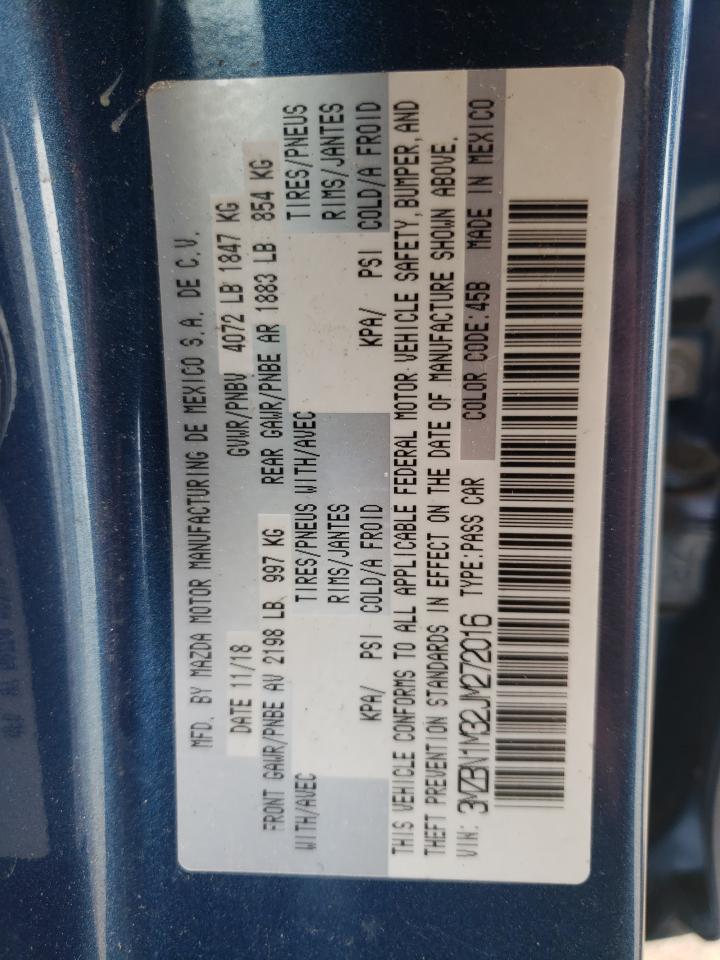 MFD. BY MAZDA MOTOR MANUFACTURING DE MEXICO S.A. DE C.V.
DATE 11/18 GVWR/PNBV 4072 LB 1847 KG
FRONT GAWR/PNBE AV 2198 LB 997 KG REAR GAWR/PNBE AR 1883 LB 854 KG
WITH/AVEC TIRES/PNEUS WITH/AVEC TIRES/PNEUS
RIMS/JANTES RIMS/JANTES
KPA/ PSI COLD/A FROID KPA/ PSI COLD/A FROID
THIS VEHICLE CONFORMS TO ALL APPLICABLE FEDERAL MOTOR VEHICLE SAFETY, BUMPER, AND
THEFT PREVENTION STANDARDS IN EFFECT ON THE DATE OF MANUFACTURE SHOWN ABOVE.
VIN: 3MZBN1M32JM272016 TYPE:PASS CAR COLOR CODE:45B MADE IN MEXICO